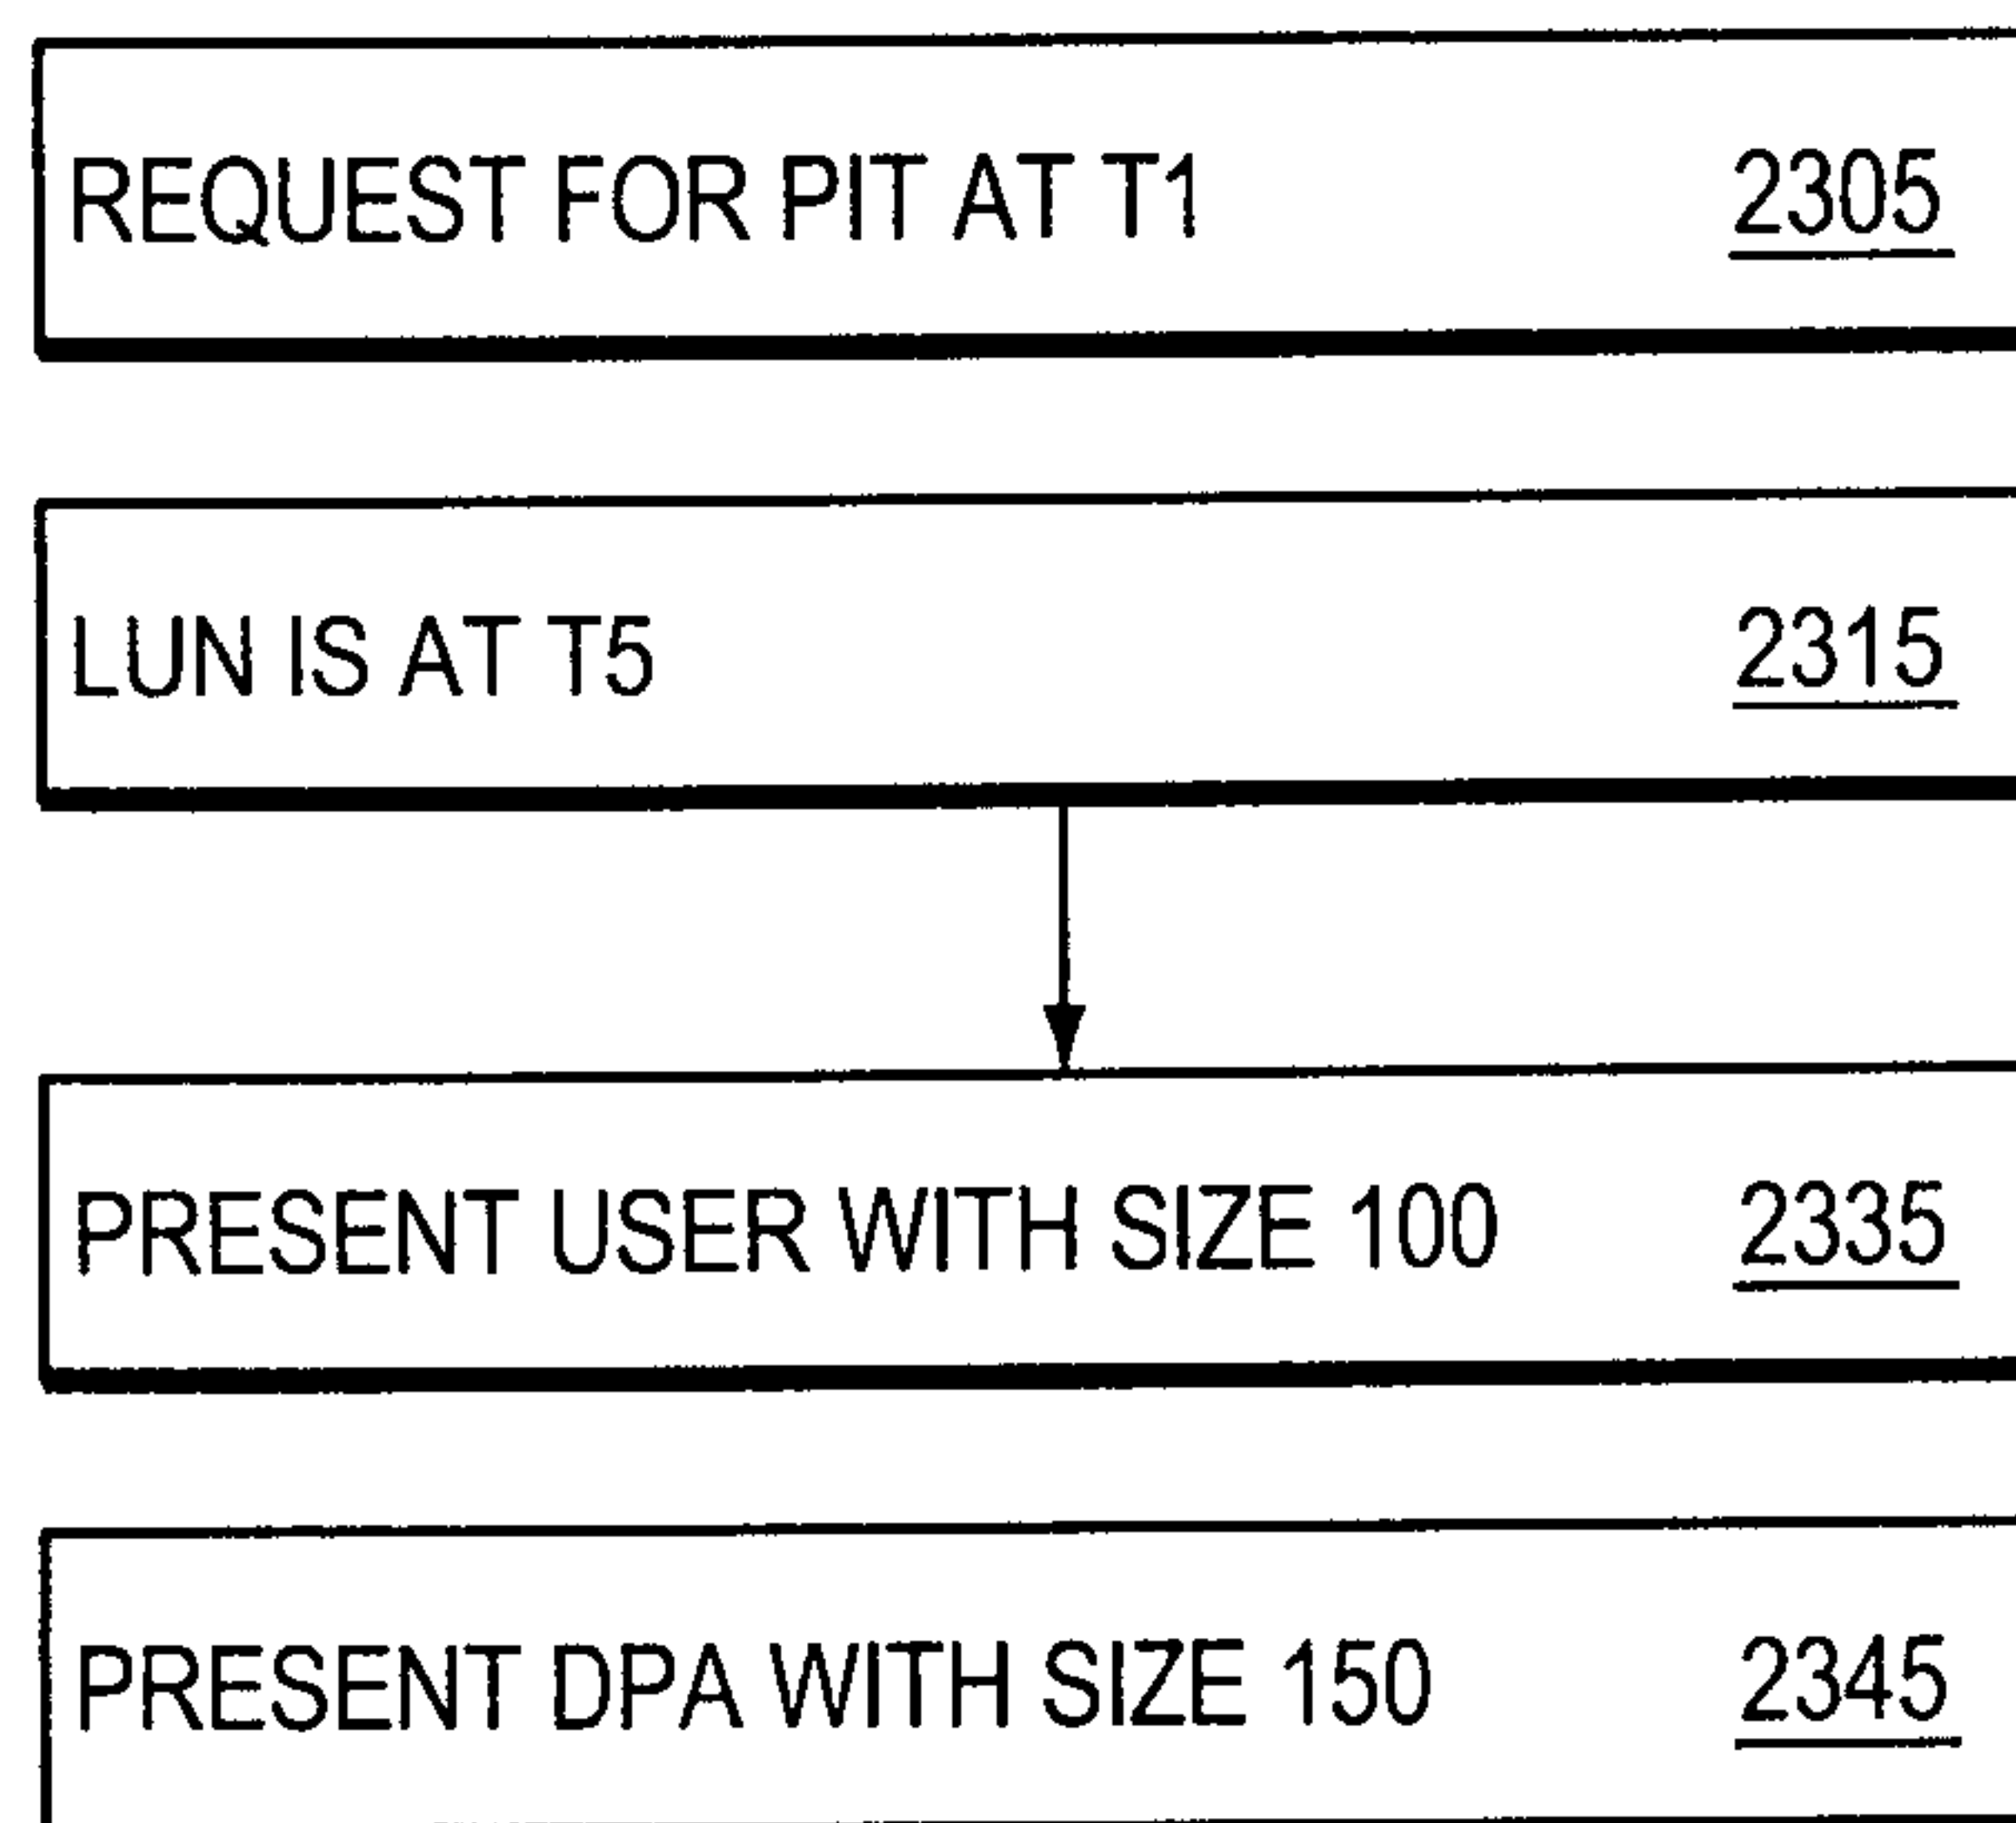 REQUEST FOR PIT AT T1 2305
LUN IS AT T5 2315
PRESENT USER WITH SIZE 100 2335
PRESENT DPA WITH SIZE 150 2345